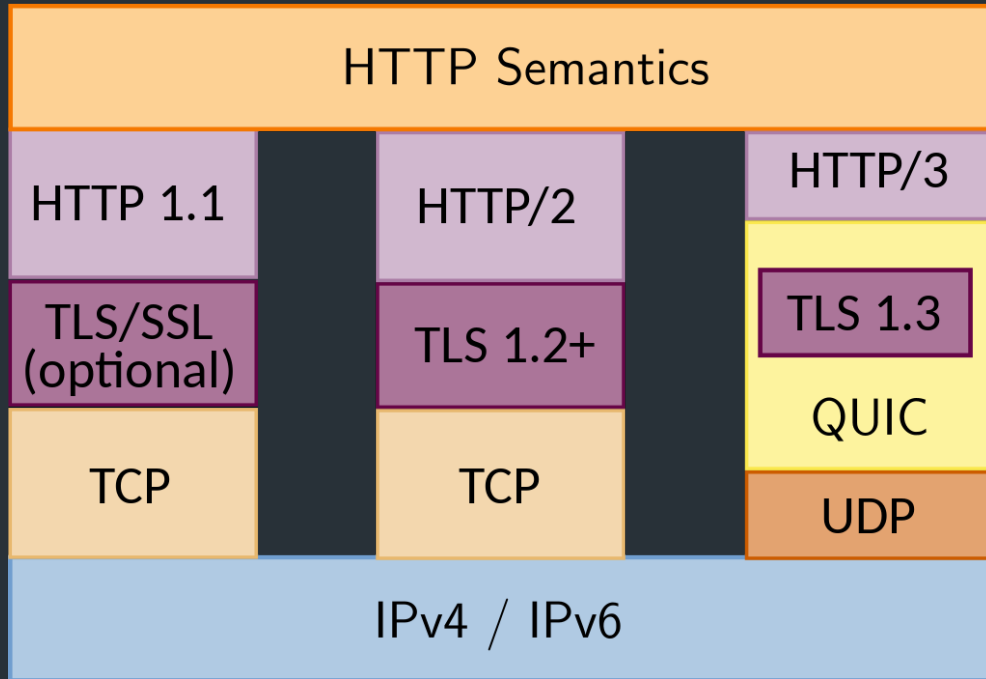 HTTP Semantics
HTTP 1.1
HTTP/2
HTTP/3
TLS/SSL
(optional)
TLS 1.2+
TLS 1.3
QUIC
TCP
TCP
UDP
IPv4 / IPv6